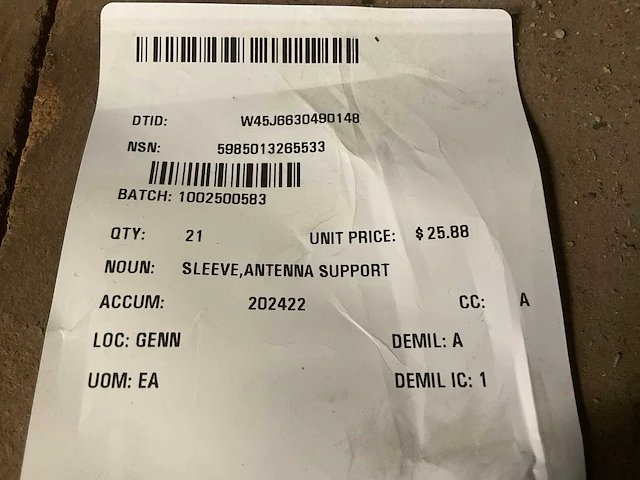 DTID: W45J6630490148
NSN: 5985013265533
BATCH: 1002500583
QTY: 21 UNIT PRICE: $25.88
NOUN: SLEEVE,ANTENNA SUPPORT
ACCUM: 202422 CC: A
LOC: GENN DEMIL: A
UOM: EA DEMIL IC: 1